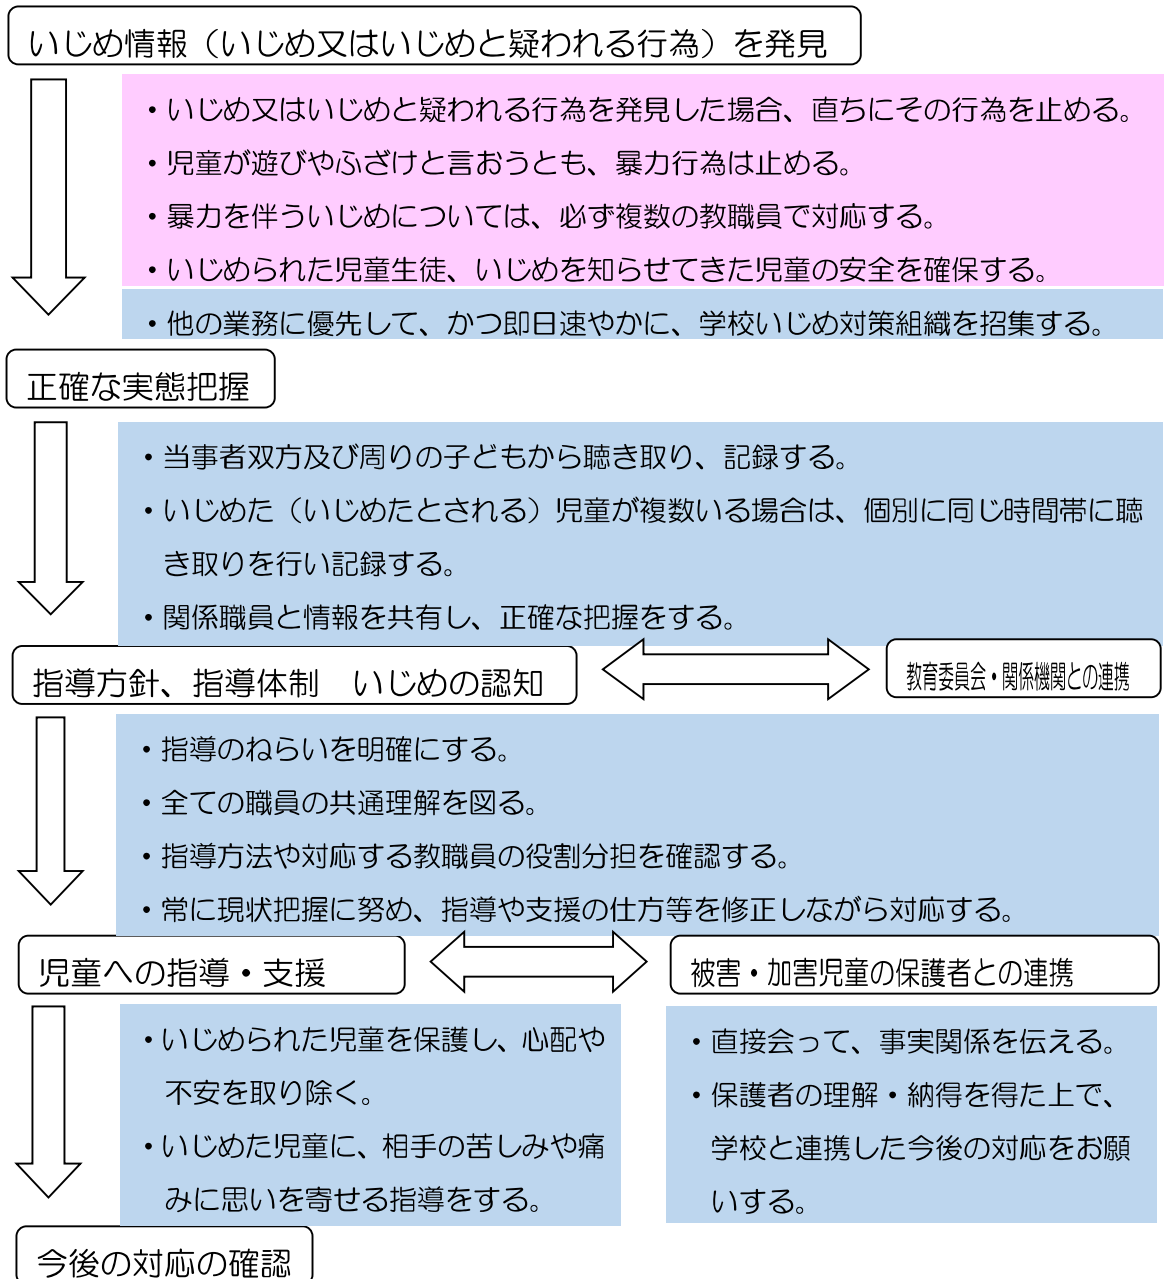 いじめ情報（いじめ又はいじめと疑われる行為）を発見
・いじめ又はいじめと疑われる行為を発見した場合、直ちにその行為を止める。
・児童が遊びやふざけと言おうとも、暴力行為は止める。
・暴力を伴ういじめについては、必ず複数の教職員で対応する。
・いじめられた児童生徒、いじめを知らせてきた児童の安全を確保する。
・他の業務に優先して、かつ即日速やかに、学校いじめ対策組織を招集する。
正確な実態把握
・当事者双方及び周りの子どもから聴き取り、記録する。
・いじめた（いじめたとされる）児童が複数いる場合は、個別に同じ時間帯に聴
き取りを行い記録する。
・関係職員と情報を共有し、正確な把握をする。
指導方針、指導体制　いじめの認知
教育委員会・関係機関との連携
・指導のねらいを明確にする。
・全ての職員の共通理解を図る。
・指導方法や対応する教職員の役割分担を確認する。
・常に現状把握に努め、指導や支援の仕方等を修正しながら対応する。
児童への指導・支援
被害・加害児童の保護者との連携
・いじめられた児童を保護し、心配や
不安を取り除く。
・いじめた児童に、相手の苦しみや痛
みに思いを寄せる指導をする。
・直接会って、事実関係を伝える。
・保護者の理解・納得を得た上で、
学校と連携した今後の対応をお願
いする。
今後の対応の確認